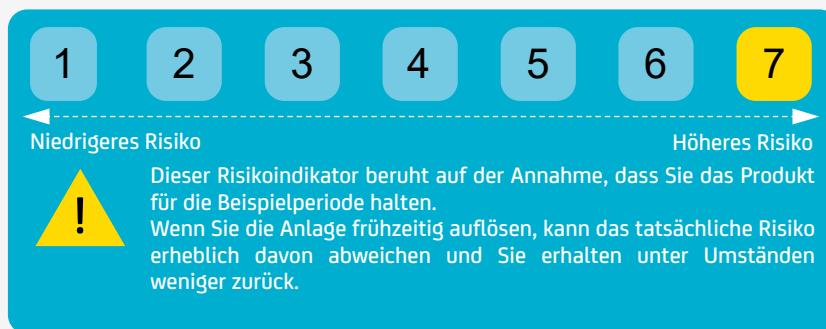 1 2 3 4 5 6 7
Niedrigeres Risiko Höheres Risiko
! Dieser Risikoindikator beruht auf der Annahme, dass Sie das Produkt
für die Beispielperiode halten.
Wenn Sie die Anlage frühzeitig auflösen, kann das tatsächliche Risiko
erheblich davon abweichen und Sie erhalten unter Umständen
weniger zurück.